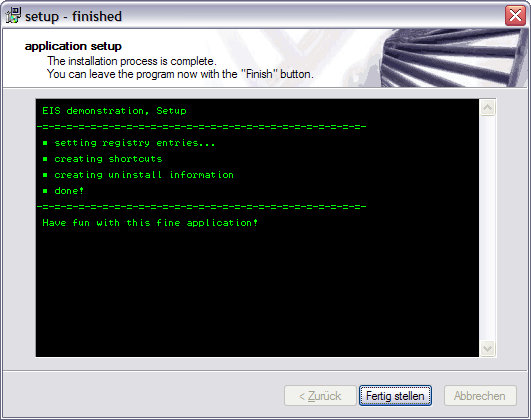 setup - finished
application setup
The installation process is complete.
You can leave the program now with the "Finish" button.
EIS demonstration, Setup
-=-=-=-=-=-=-=-=-=-=-=-=-=-=-=-=-=-=-=-=-=-=-=-=-=-=-
▪ setting registry entries...
▪ creating shortcuts
▪ creating uninstall information
▪ done!
-=-=-=-=-=-=-=-=-=-=-=-=-=-=-=-=-=-=-=-=-=-=-=-=-=-=-
Have fun with this fine application!
< Zurück Fertig stellen Abbrechen